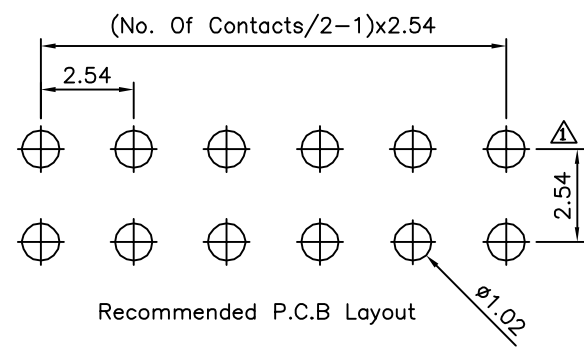 (No. Of Contacts/2-1)x2.54
2.54
1
2.54
ø1.02
Recommended P.C.B Layout